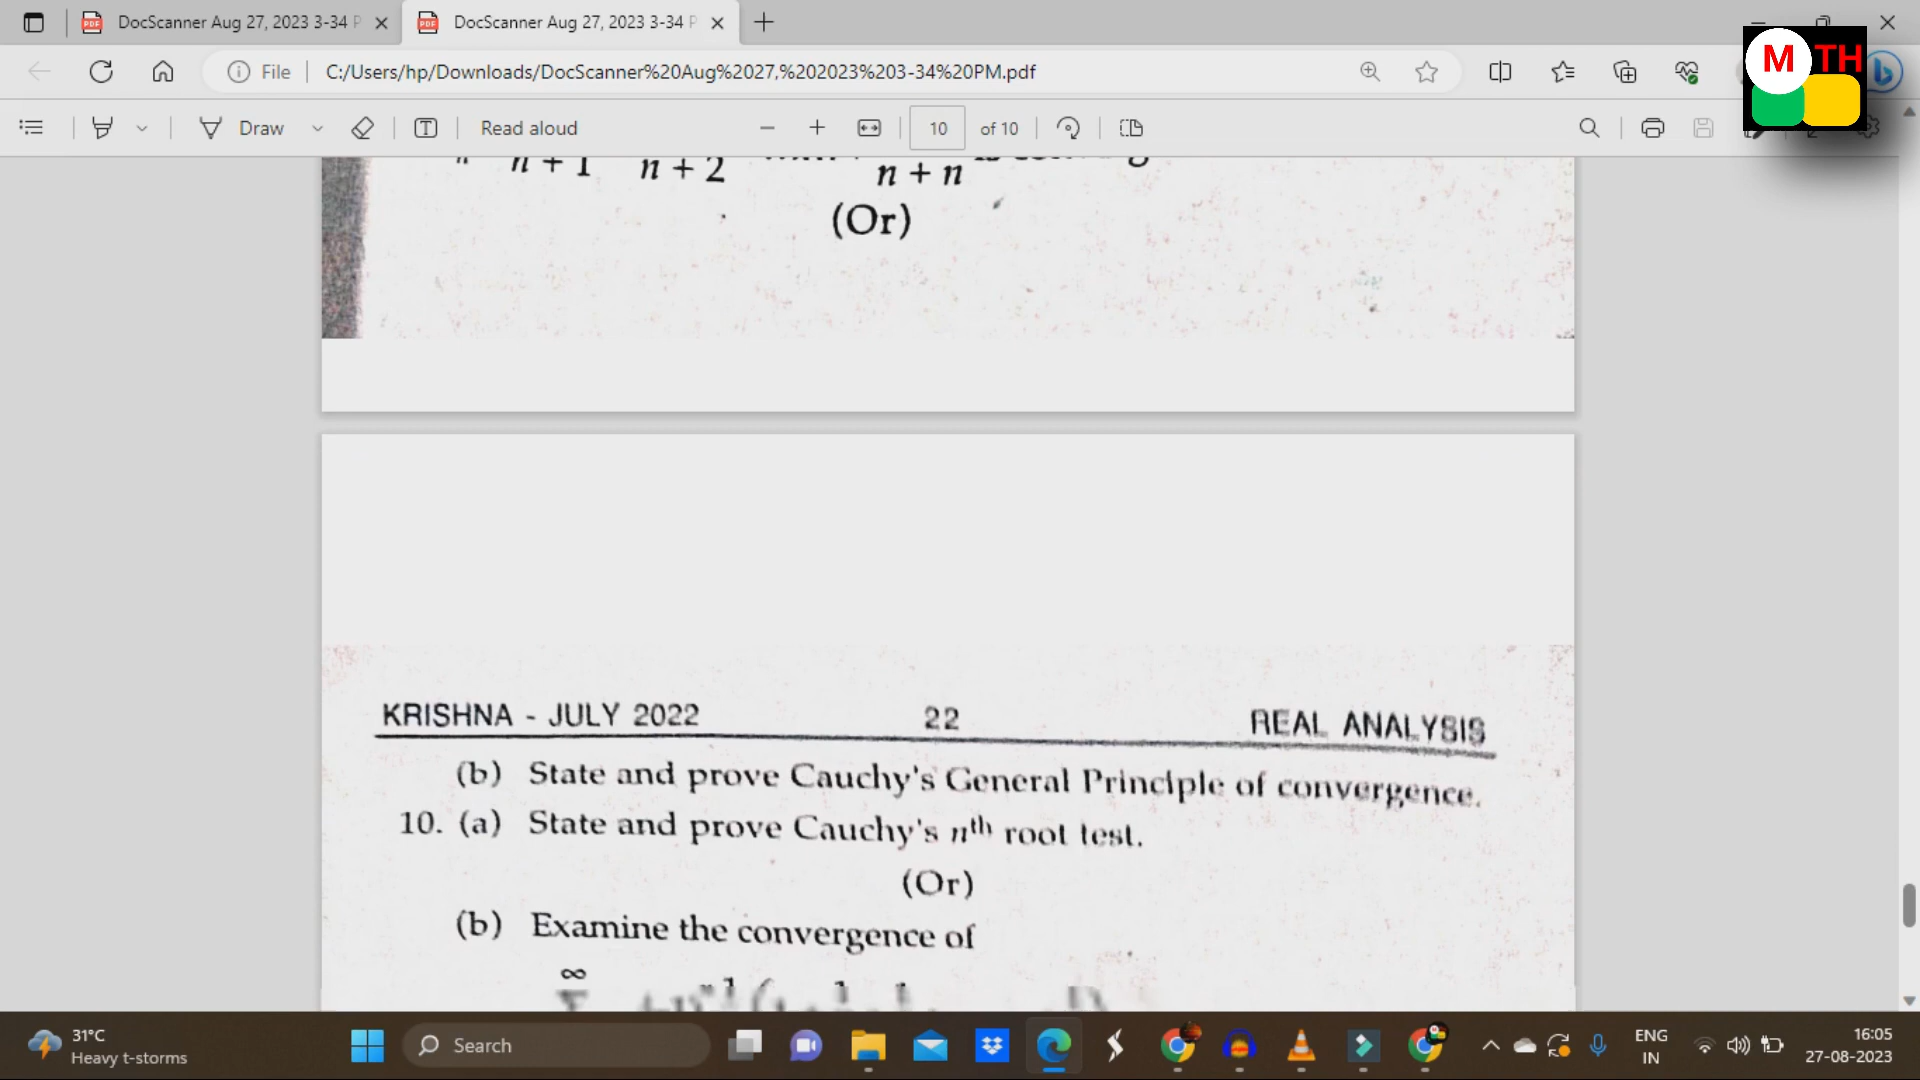 DocScanner Aug 27, 2023 3-34 P
DocScanner Aug 27, 2023 3-34 P
File
C:/Users/hp/Downloads/DocScanner%20Aug%2027,%202023%203-34%20PM.pdf
M TH
Draw
Read aloud
10 of 10
n + 1 n + 2
n + n
(Or)
KRISHNA - JULY 2022 22 REAL ANALYSIS
(b) State and prove Cauchy's General Principle of convergence.
10. (a) State and prove Cauchy's nth root test.
(Or)
(b) Examine the convergence of
∞
31°C
Heavy t-storms
Search
ENG
IN
16:05
27-08-2023